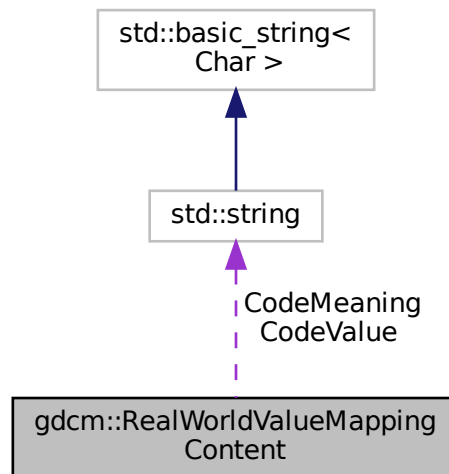 std::basic_string<
Char >
std::string
CodeMeaning
CodeValue
gdcm::RealWorldValueMapping
Content